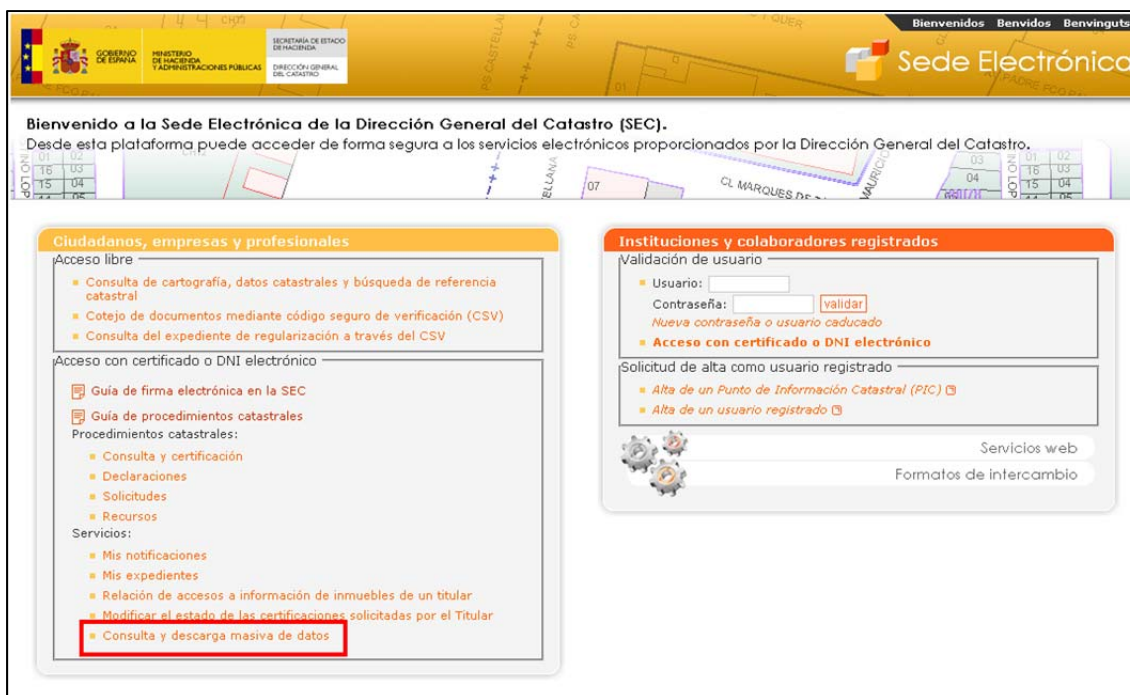 Bienvenidos Benvidos Benvinguts
GOBIERNO
DE ESPAÑA
MINISTERIO
DE HACIENDA
Y ADMINISTRACIONES PÚBLICAS
SECRETARÍA DE ESTADO
DE HACIENDA
DIRECCIÓN GENERAL
DEL CATASTRO
Sede Electrónica
Bienvenido a la Sede Electrónica de la Dirección General del Catastro (SEC).
Desde esta plataforma puede acceder de forma segura a los servicios electrónicos proporcionados por la Dirección General del Catastro.
07
CL MARQUES DE
Ciudadanos, empresas y profesionales
Acceso libre
Consulta de cartografía, datos catastrales y búsqueda de referencia
catastral
Cotejo de documentos mediante código seguro de verificación (CSV)
Consulta del expediente de regularización a través del CSV
Acceso con certificado o DNI electrónico
Guía de firma electrónica en la SEC
Guía de procedimientos catastrales
Procedimientos catastrales:
Consulta y certificación
Declaraciones
Solicitudes
Recursos
Servicios:
Mis notificaciones
Mis expedientes
Relación de accesos a información de inmuebles de un titular
Modificar el estado de las certificaciones solicitadas por el Titular
Consulta y descarga masiva de datos
Instituciones y colaboradores registrados
Validación de usuario
Usuario:
Contraseña: validar
Nueva contraseña o usuario caducado
Acceso con certificado o DNI electrónico
Solicitud de alta como usuario registrado
Alta de un Punto de Información Catastral (PIC)
Alta de un usuario registrado
Servicios web
Formatos de intercambio